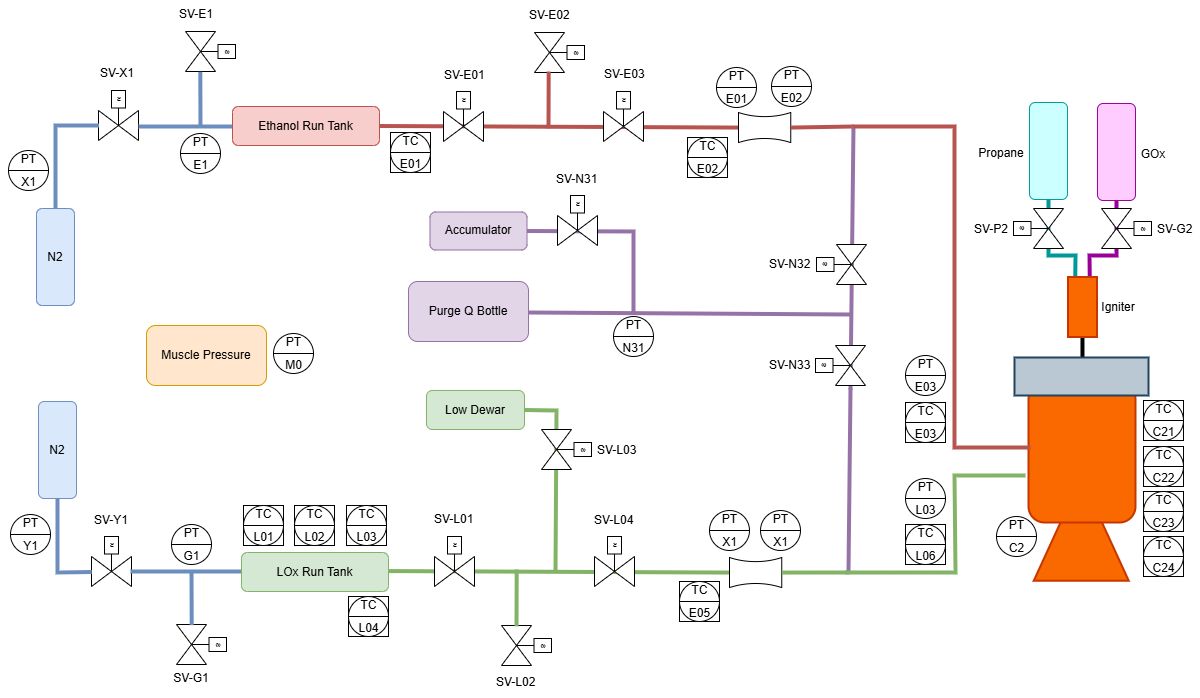 SV-E1
SV-E02
SV-X1
SV-E01
SV-E03
PT
E01
PT
E02
Ethanol Run Tank
PT
E1
TC
E01
TC
E02
Propane
GOx
PT
X1
SV-N31
Accumulator
SV-P2
SV-G2
N2
SV-N32
Purge Q Bottle
Igniter
PT
N31
Muscle Pressure
PT
M0
SV-N33
PT
E03
Low Dewar
TC
E03
TC
C21
N2
SV-L03
TC
C22
PT
L03
TC
C23
PT
Y1
SV-Y1
PT
G1
TC
L01
TC
L02
TC
L03
SV-L01
SV-L04
PT
X1
PT
X1
TC
L06
PT
C2
TC
C24
LOx Run Tank
TC
L04
TC
E05
SV-G1
SV-L02